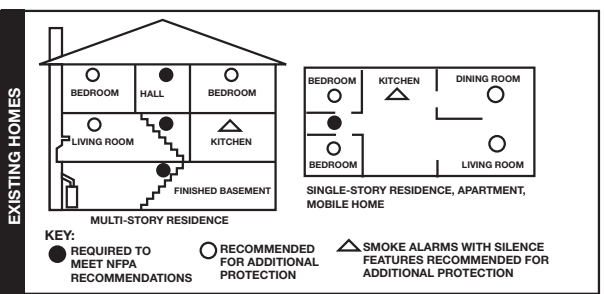 EXISTING HOMES
BEDROOM
HALL
BEDROOM
LIVING ROOM
KITCHEN
FINISHED BASEMENT
MULTI-STORY RESIDENCE
BEDROOM
KITCHEN
DINING ROOM
BEDROOM
LIVING ROOM
SINGLE-STORY RESIDENCE, APARTMENT,
MOBILE HOME
KEY:
REQUIRED TO
MEET NFPA
RECOMMENDATIONS
RECOMMENDED
FOR ADDITIONAL
PROTECTION
SMOKE ALARMS WITH SILENCE
FEATURES RECOMMENDED FOR
ADDITIONAL PROTECTION